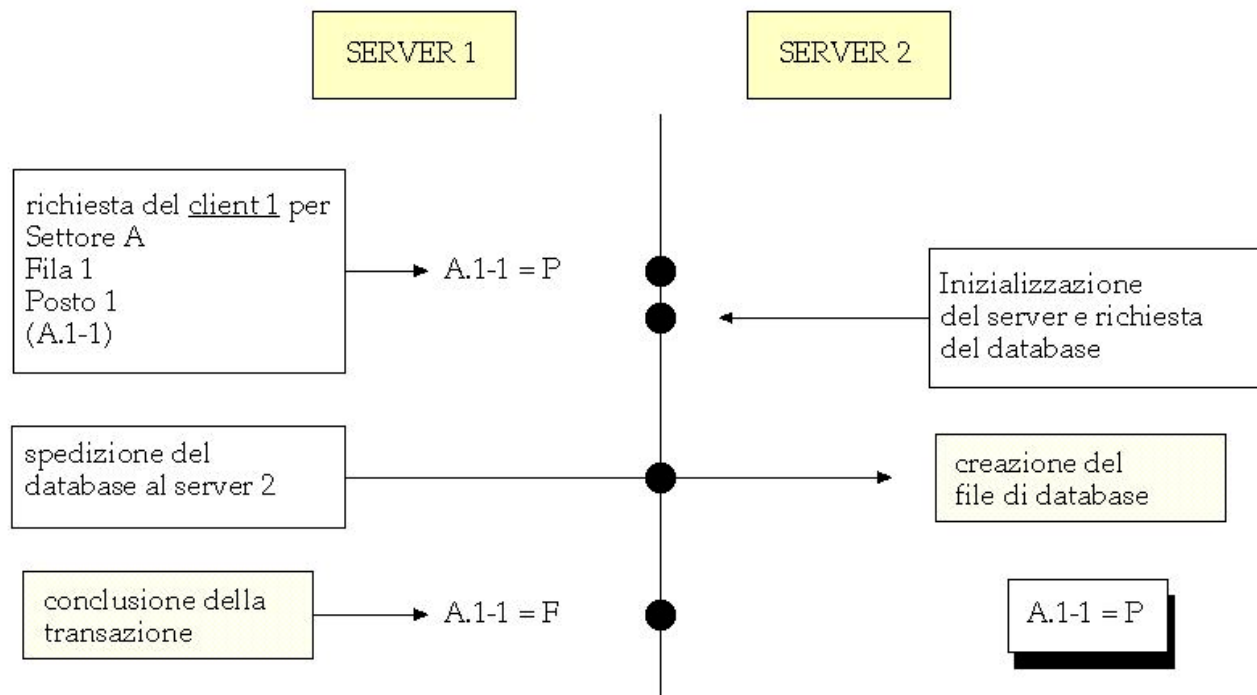 SERVER 1
SERVER 2
richiesta del client 1 per
Settore A
Fila 1
Posto 1
(A.1-1)
A.1-1 = P
Inizializzazione
del server e richiesta
del database
spedizione del
database al server 2
creazione del
file di database
conclusione della
transazione
A.1-1 = F
A.1-1 = P